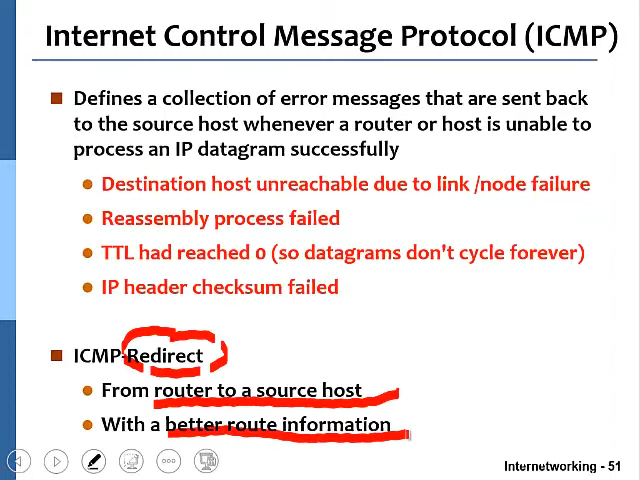 Internet Control Message Protocol (ICMP)
Defines a collection of error messages that are sent back
to the source host whenever a router or host is unable to
process an IP datagram successfully
Destination host unreachable due to link /node failure
Reassembly process failed
TTL had reached 0 (so datagrams don't cycle forever)
IP header checksum failed
ICMP-Redirect
From router to a source host
With a better route information
Internetworking - 51